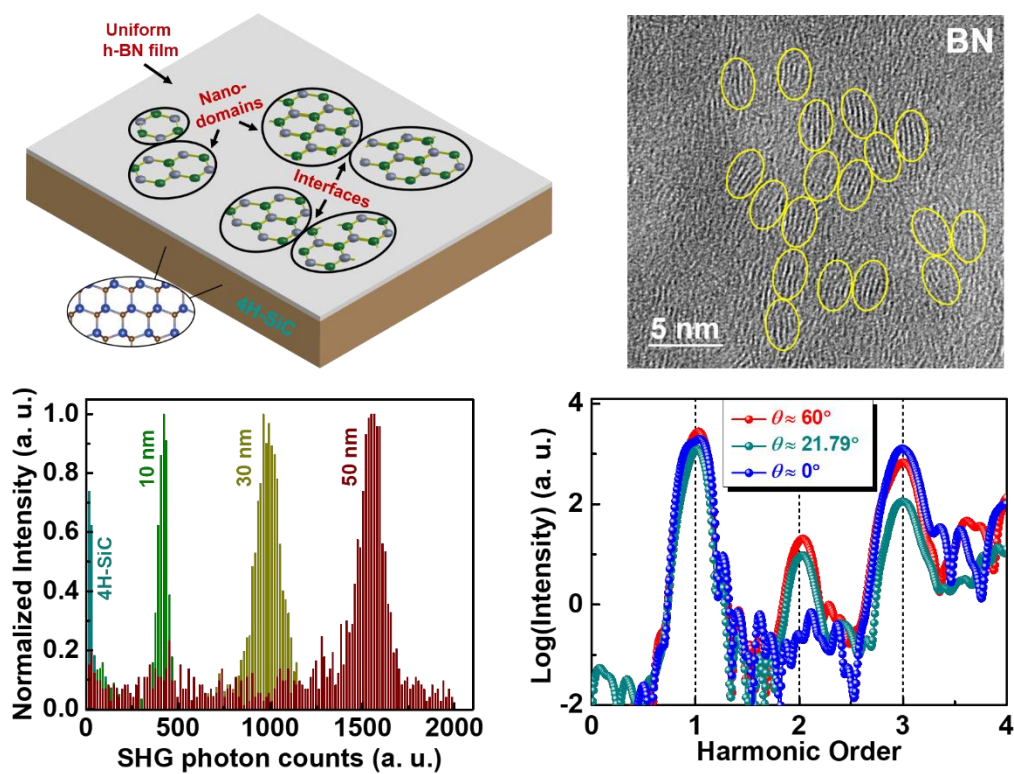 Uniform
h-BN film
Nano-
domains
Interfaces
4H-SiC
BN
5 nm
Normalized Intensity (a. u.)
1.0
0.8
0.6
0.4
0.2
0.0
4H-SiC
10 nm
30 nm
50 nm
0 500 1000 1500 2000
SHG photon counts (a. u.)
Log(Intensity) (a. u.)
4
2
0
-2
θ ≈ 60°
θ ≈ 21.79°
θ ≈ 0°
0 1 2 3 4
Harmonic Order